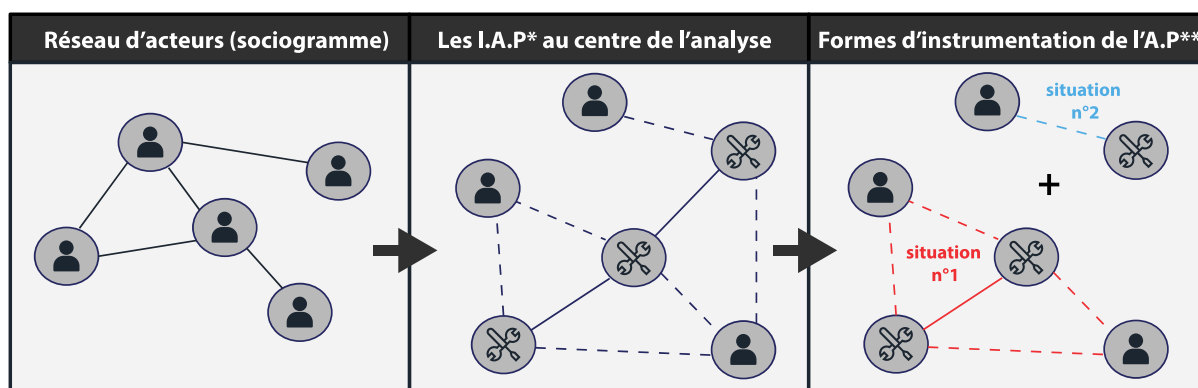 Réseau d'acteurs (sociogramme)
Les I.A.P* au centre de l'analyse
Formes d'instrumentation de l'A.P**
situation
n°2
+
situation
n°1